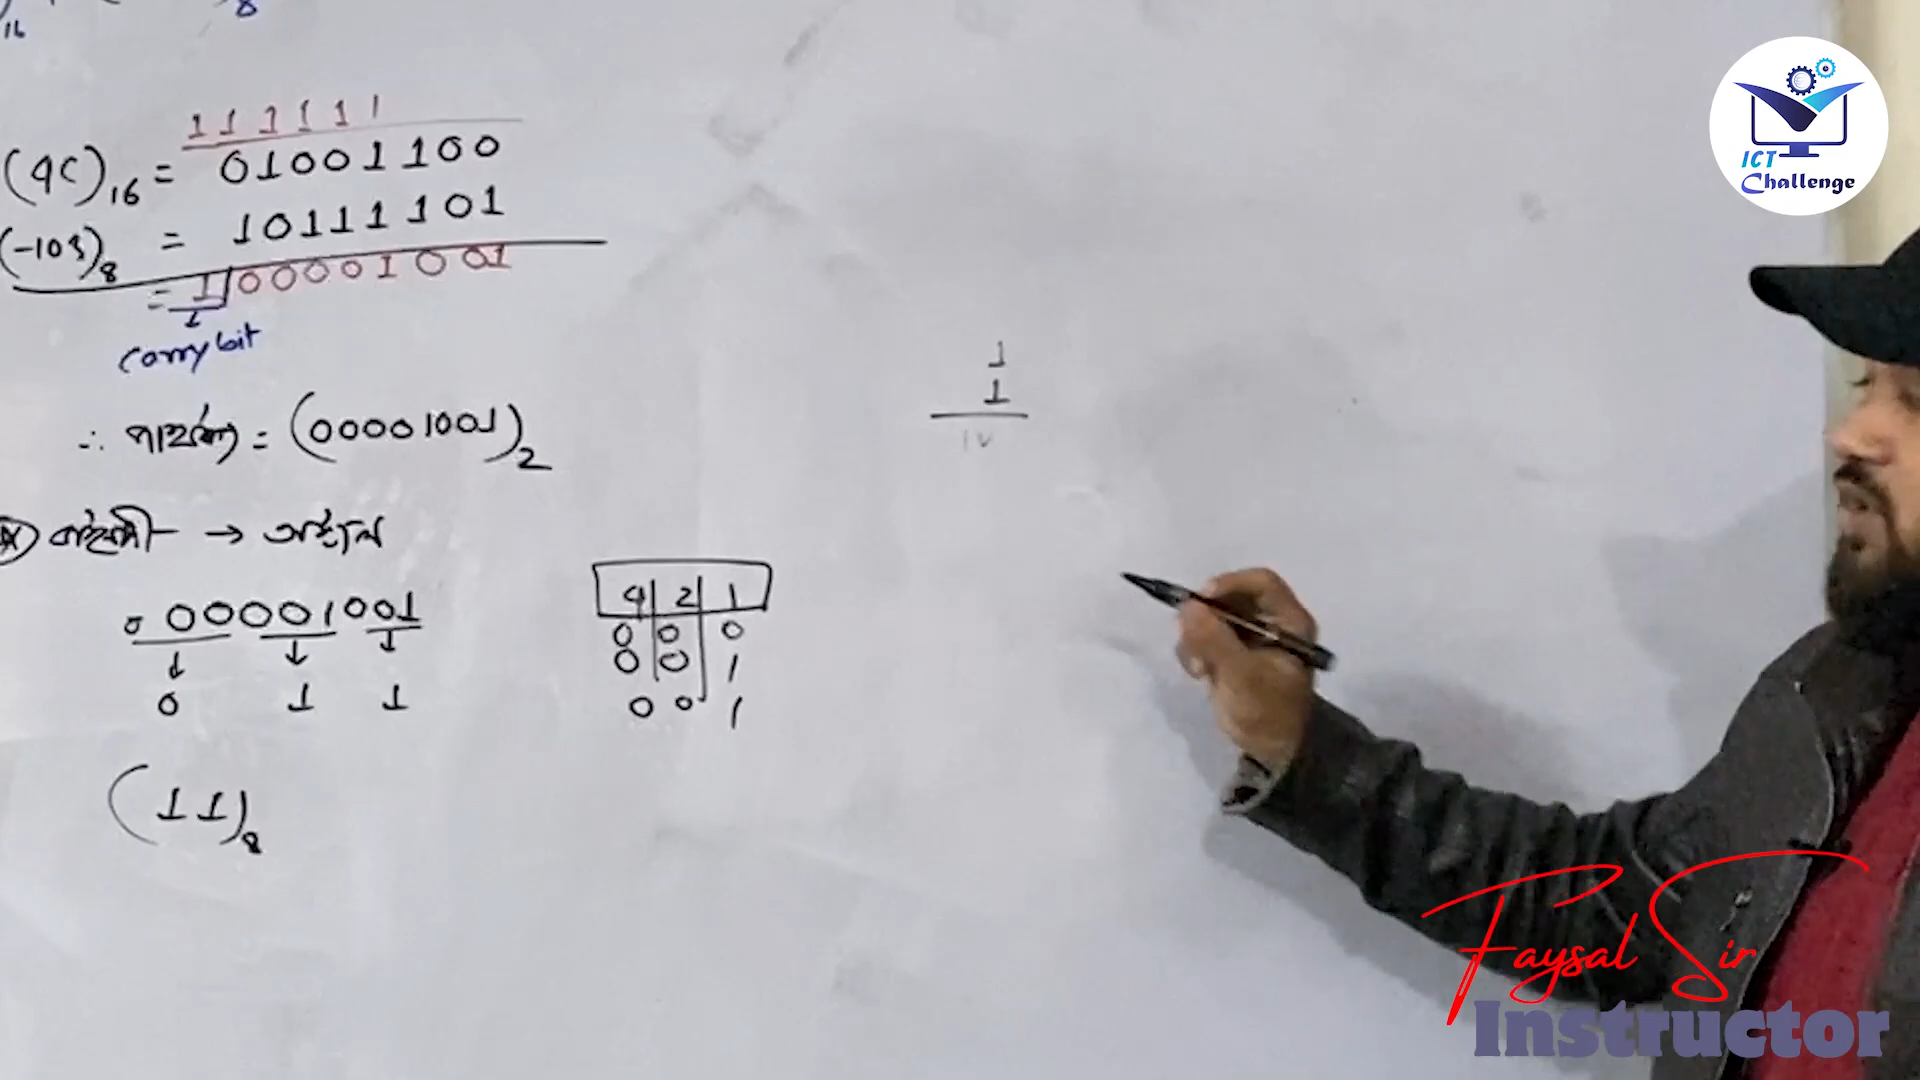 16
8
1 1 1 1 1 1
(4C)16 = 01001100
(-103)8 = 10111101
= 1 00001001
carry bit
∴ পার্থক্য = (00001001)2
বাইনারী → অক্টাল
0 00001001
0 1 1
(11)8
4 2 1
0 0 0
0 0 1
0 0 1
1
1
ICT
Challenge
Faysal Sir
Instructor